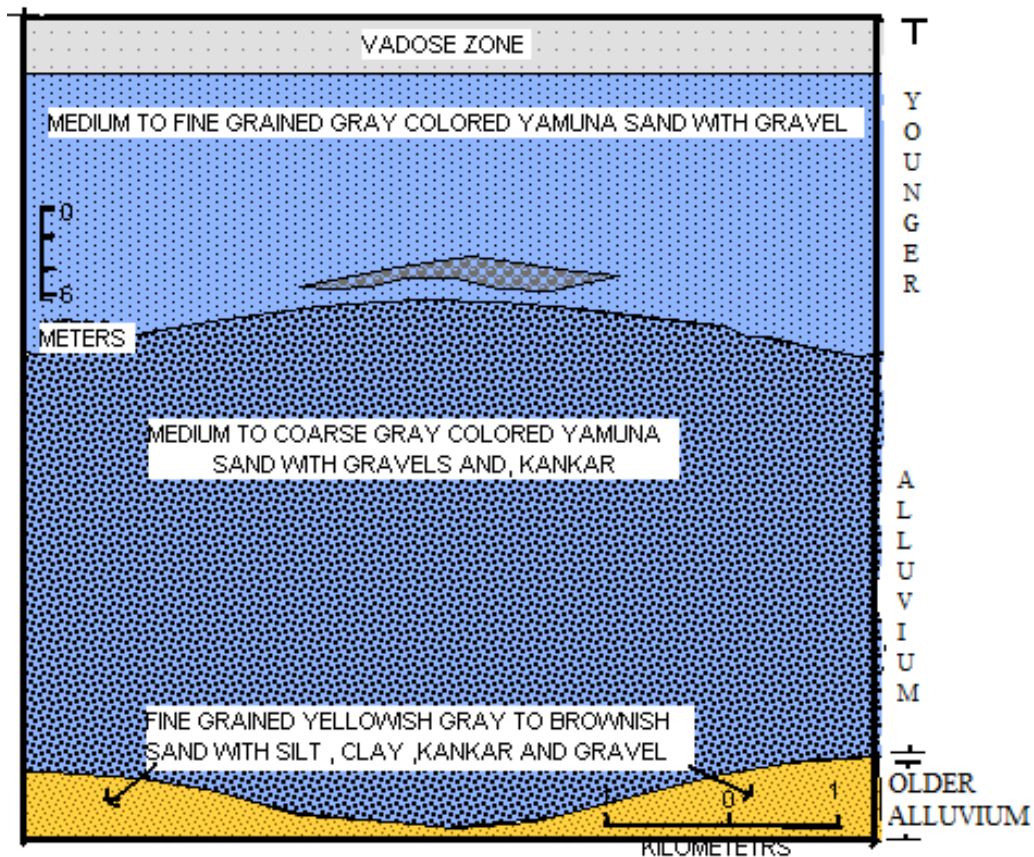 VADOSE ZONE
MEDIUM TO FINE GRAINED GRAY COLORED YAMUNA SAND WITH GRAVEL
0
6
METERS
MEDIUM TO COARSE GRAY COLORED YAMUNA
SAND WITH GRAVELS AND, KANKAR
FINE GRAINED YELLOWISH GRAY TO BROWNISH
SAND WITH SILT , CLAY ,KANKAR AND GRAVEL
1 0 1
KILOMETETRS
YOUNGER
ALLUVIUM
OLDER
ALLUVIUM